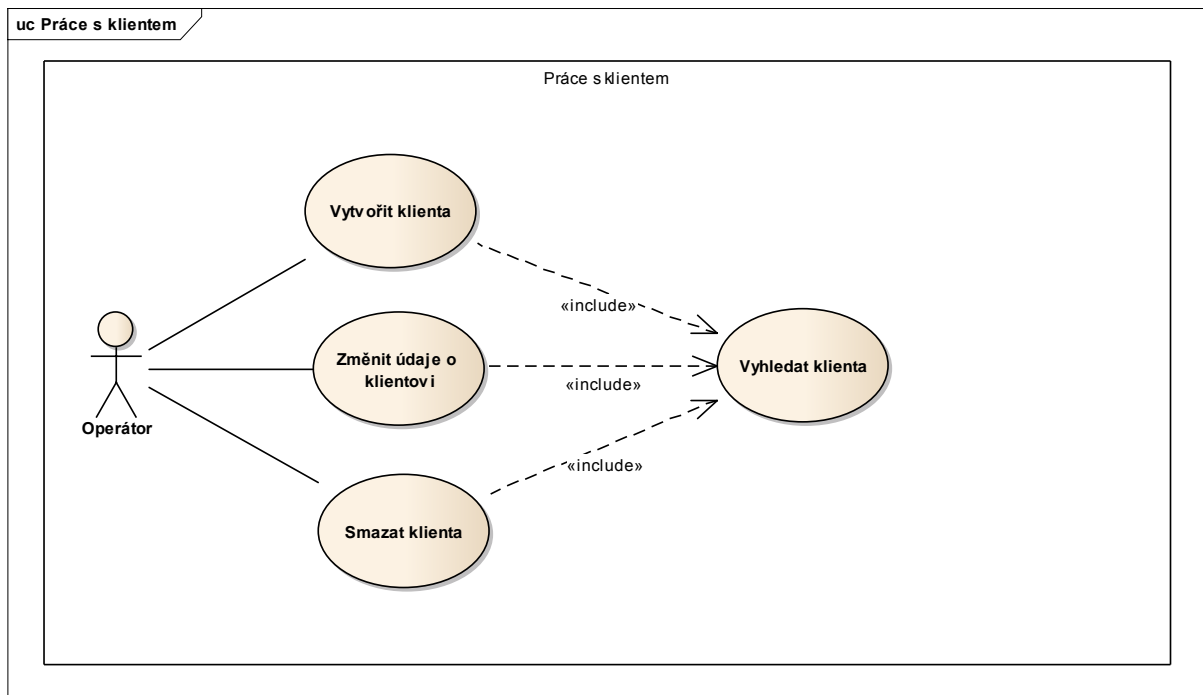 uc Práce s klientem
Práce s klientem
Vytvořit klienta
«include»
Změnit údaje o
klientovi
«include»
Vyhledat klienta
Operátor
«include»
Smazat klienta